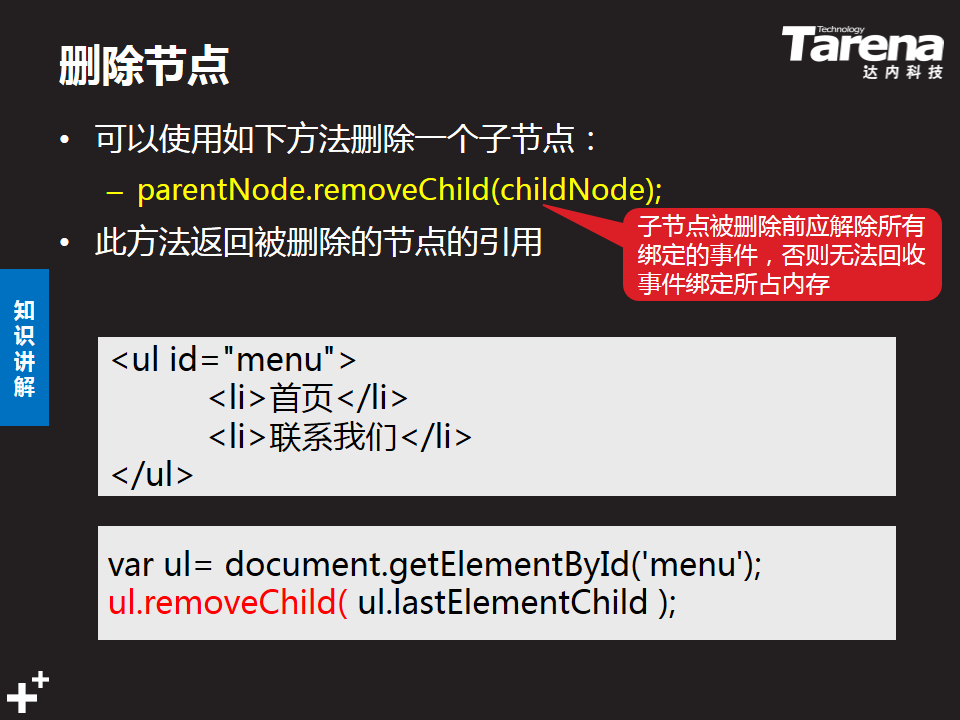 删除节点
Technology
Tarena
达内科技
• 可以使用如下方法删除一个子节点：
– parentNode.removeChild(childNode);
• 此方法返回被删除的节点的引用
子节点被删除前应解除所有
绑定的事件，否则无法回收
事件绑定所占内存
知识讲解
<ul id="menu">
<li>首页</li>
<li>联系我们</li>
</ul>
var ul= document.getElementById('menu');
ul.removeChild( ul.lastElementChild );